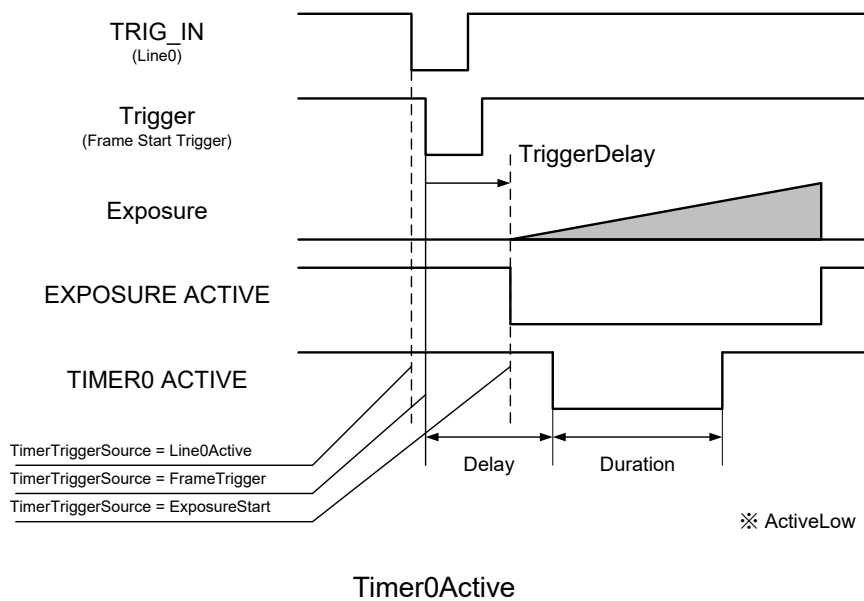 TRIG_IN
(Line0)
Trigger
(Frame Start Trigger)
TriggerDelay
Exposure
EXPOSURE ACTIVE
TIMER0 ACTIVE
TimerTriggerSource = Line0Active
TimerTriggerSource = FrameTrigger
TimerTriggerSource = ExposureStart
Delay
Duration
※ ActiveLow
Timer0Active